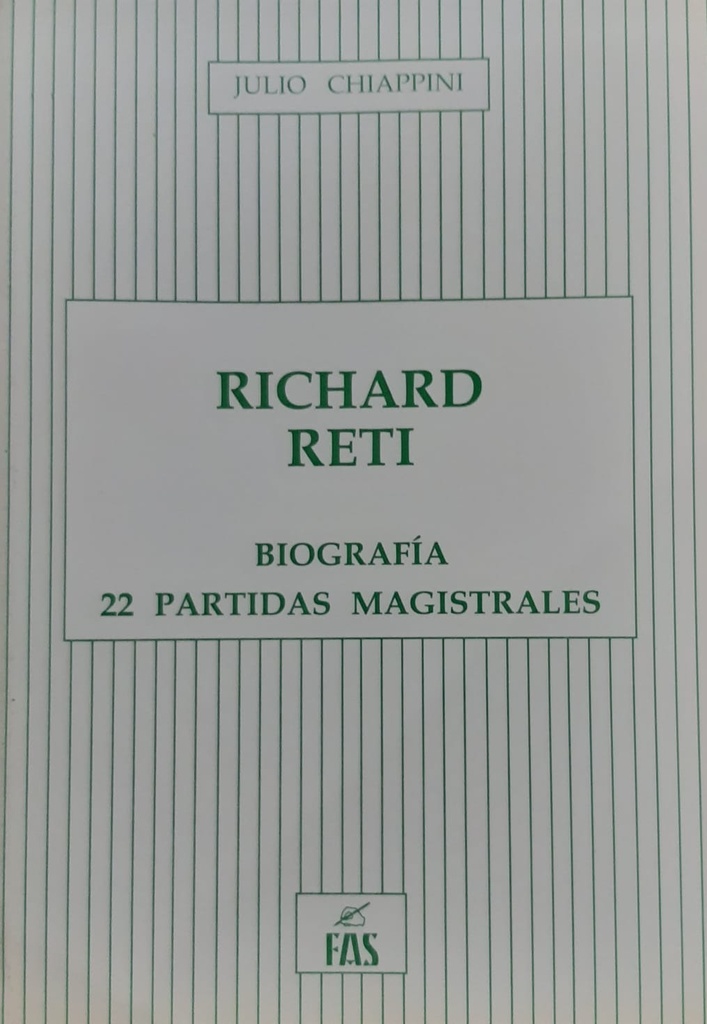 JULIO CHIAPPINI
RICHARD
RETI
BIOGRAFÍA
22 PARTIDAS MAGISTRALES
FAS